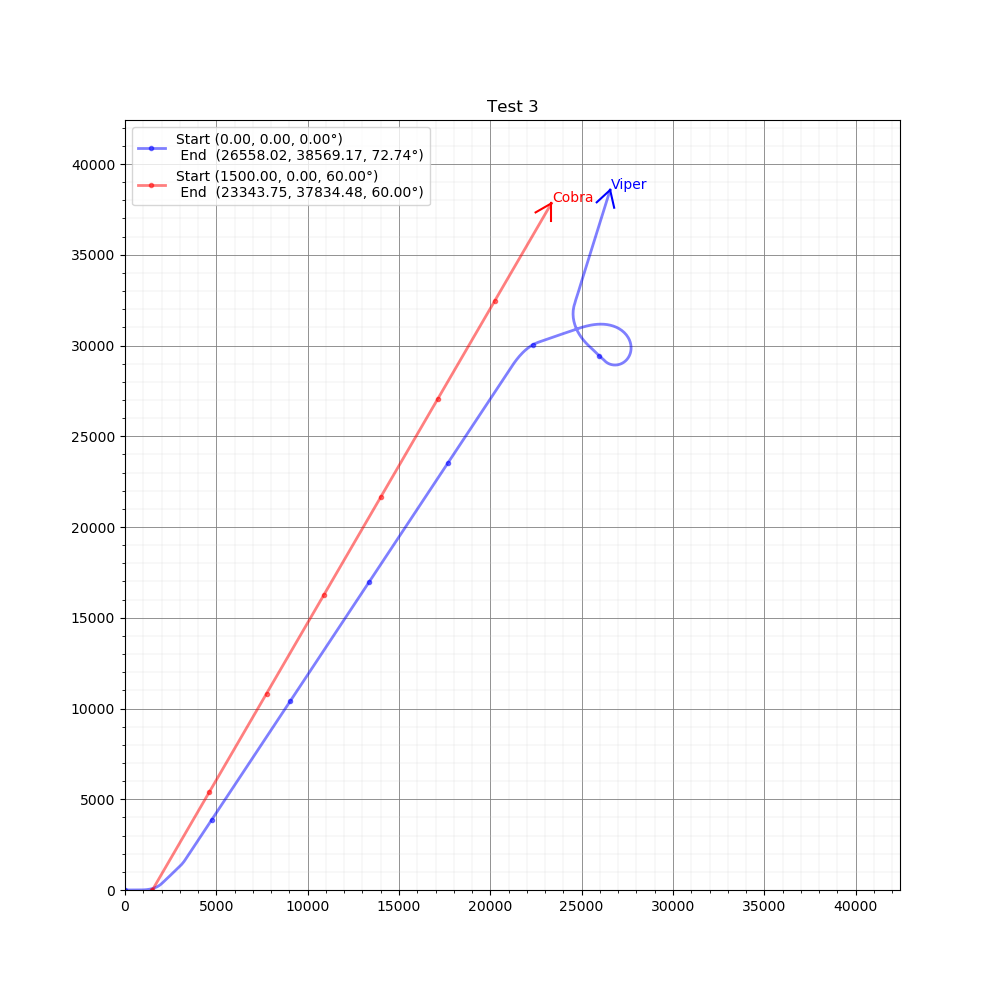 Test 3
Start (0.00, 0.00, 0.00°)
End (26558.02, 38569.17, 72.74°)
Start (1500.00, 0.00, 60.00°)
End (23343.75, 37834.48, 60.00°)
Viper
Cobra
40000
35000
30000
25000
20000
15000
10000
5000
0
0 5000 10000 15000 20000 25000 30000 35000 40000